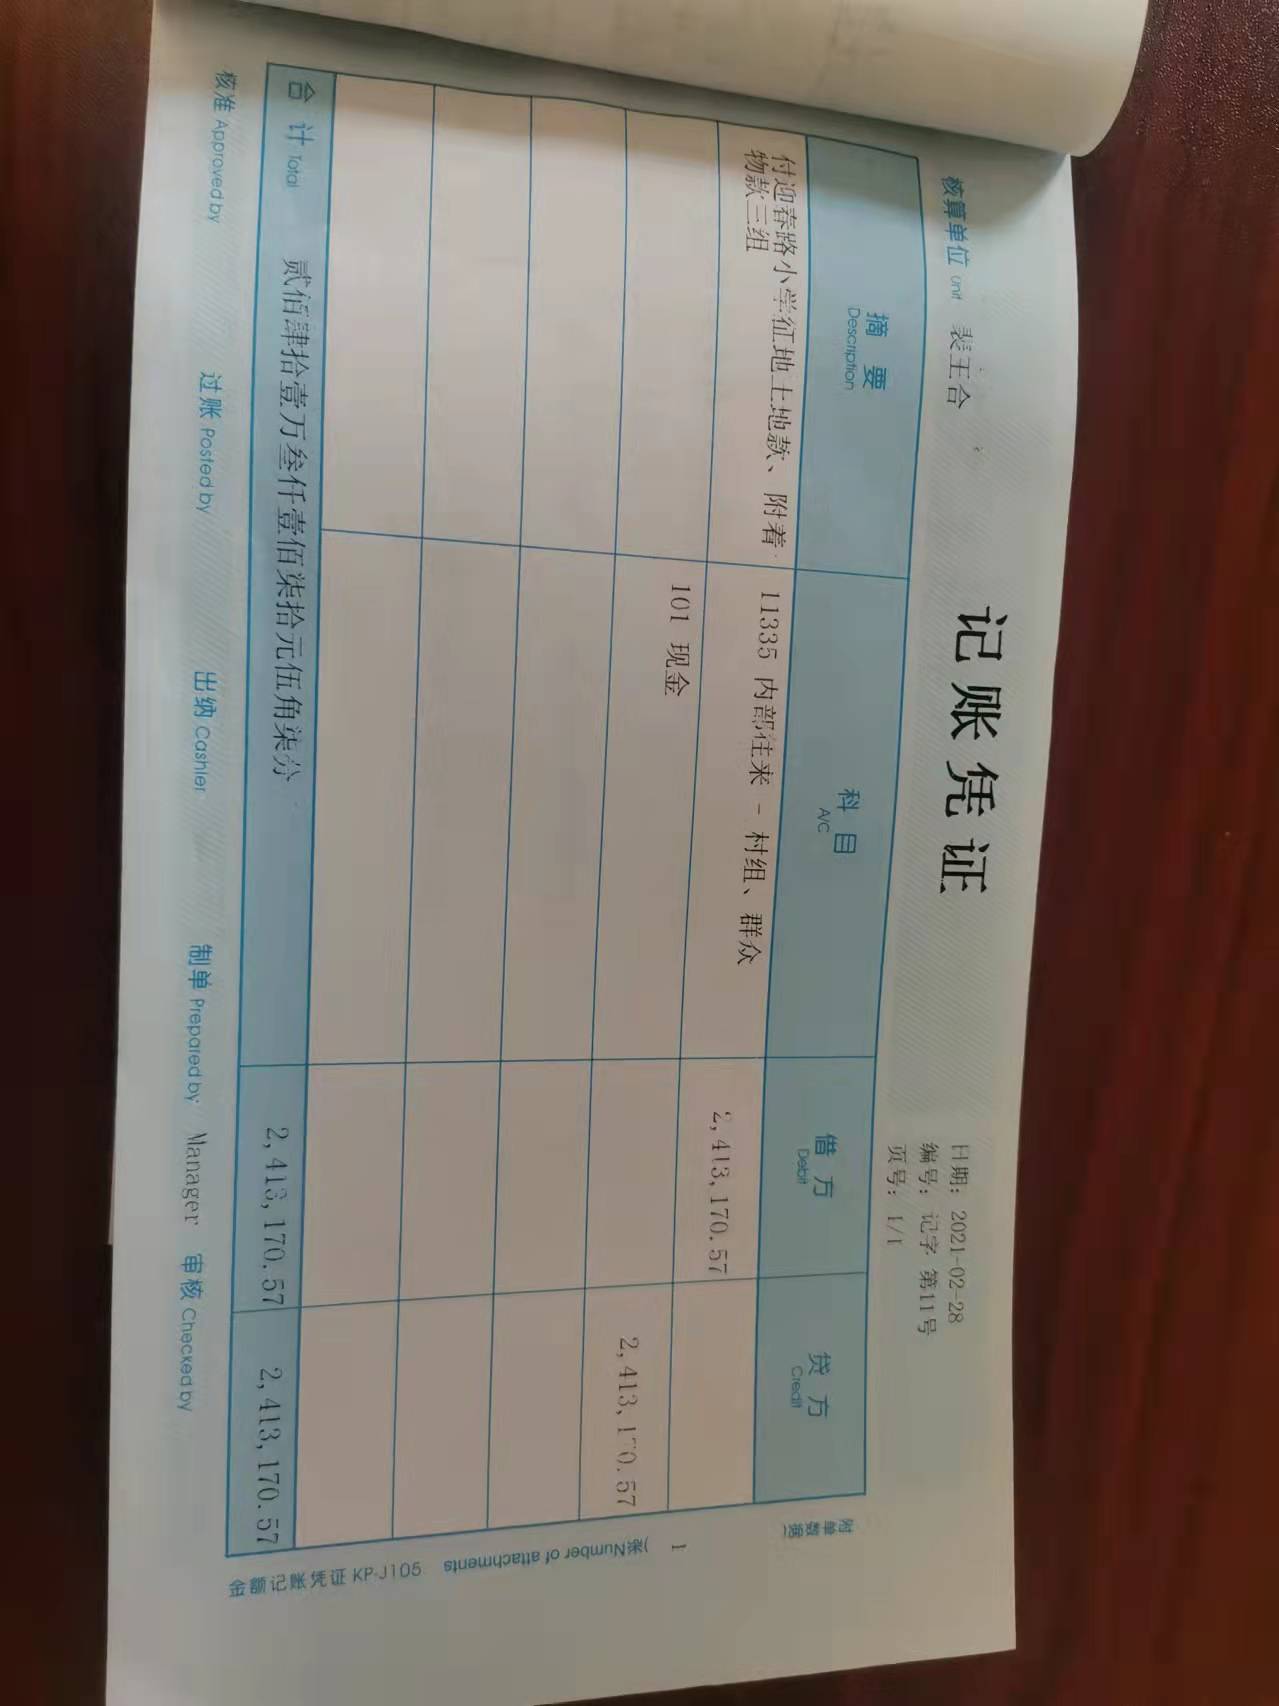 记账凭证
日期：2021-02-28
编号：记字 第11号
页号：1/1
核算单位 Unit 裴王合
附单据数
摘要 Description 科目 A/C 借方 Debit 贷方 Credit
付迎春路小学征地土地款、附着物款三组 11335 内部往来 - 村组、群众 2,413,170.57
101 现金 2,413,170.57
1
张Number of attachments
合计 Total 贰佰肆拾壹万叁仟壹佰柒拾元伍角柒分 2,413,170.57 2,413,170.57
金额记账凭证 KP-J105
核准 Approved by 过账 Posted by 出纳 Cashier 制单 Prepared by Manager 审核 Checked by